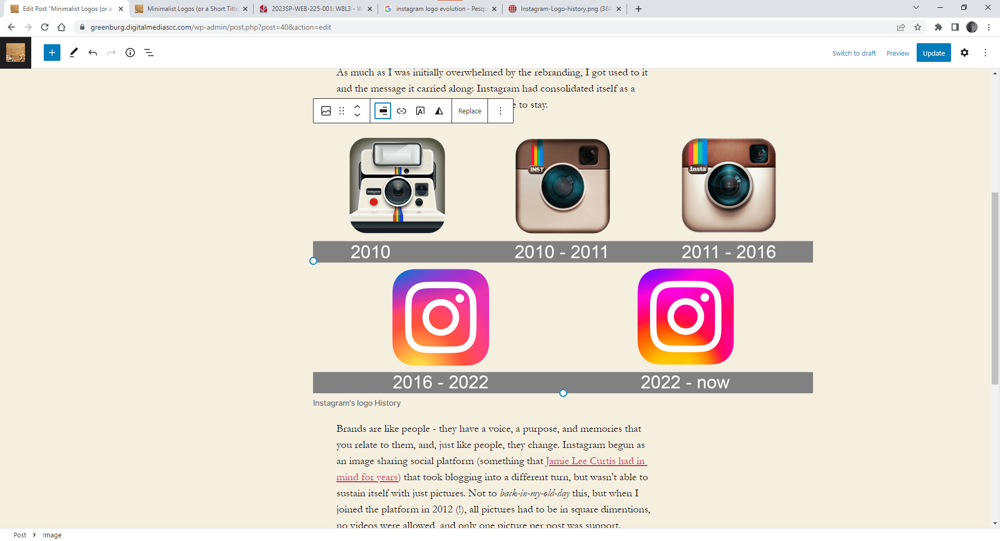 Edit Post “Minimalist Logos (or a
Minimalist Logos (or a Short Title
2023SP-WEB-225-001: W8L3 - W
instagram logo evolution - Pesqu
Instagram-Logo-history.png (384
greenburg.digitalmediascc.com/wp-admin/post.php?post=40&action=edit
Switch to draft
Preview
Update
As much as I was initially overwhelmed by the rebranding, I got used to it
and the message it carried along: Instagram had consolidated itself as a
e to stay.
Replace
Instagram
INST
Insta
2010
2010 - 2011
2011 - 2016
2016 - 2022
2022 - now
Instagram's logo History
Brands are like people - they have a voice, a purpose, and memories that
you relate to them, and, just like people, they change. Instagram begun as
an image sharing social platform (something that Jamie Lee Curtis had in
mind for years) that took blogging into a different turn, but wasn't able to
sustain itself with just pictures. Not to back-in-my-old-day this, but when I
joined the platform in 2012 (!), all pictures had to be in square dimentions,
no videos were allowed, and only one picture per post was support.
Post
Image